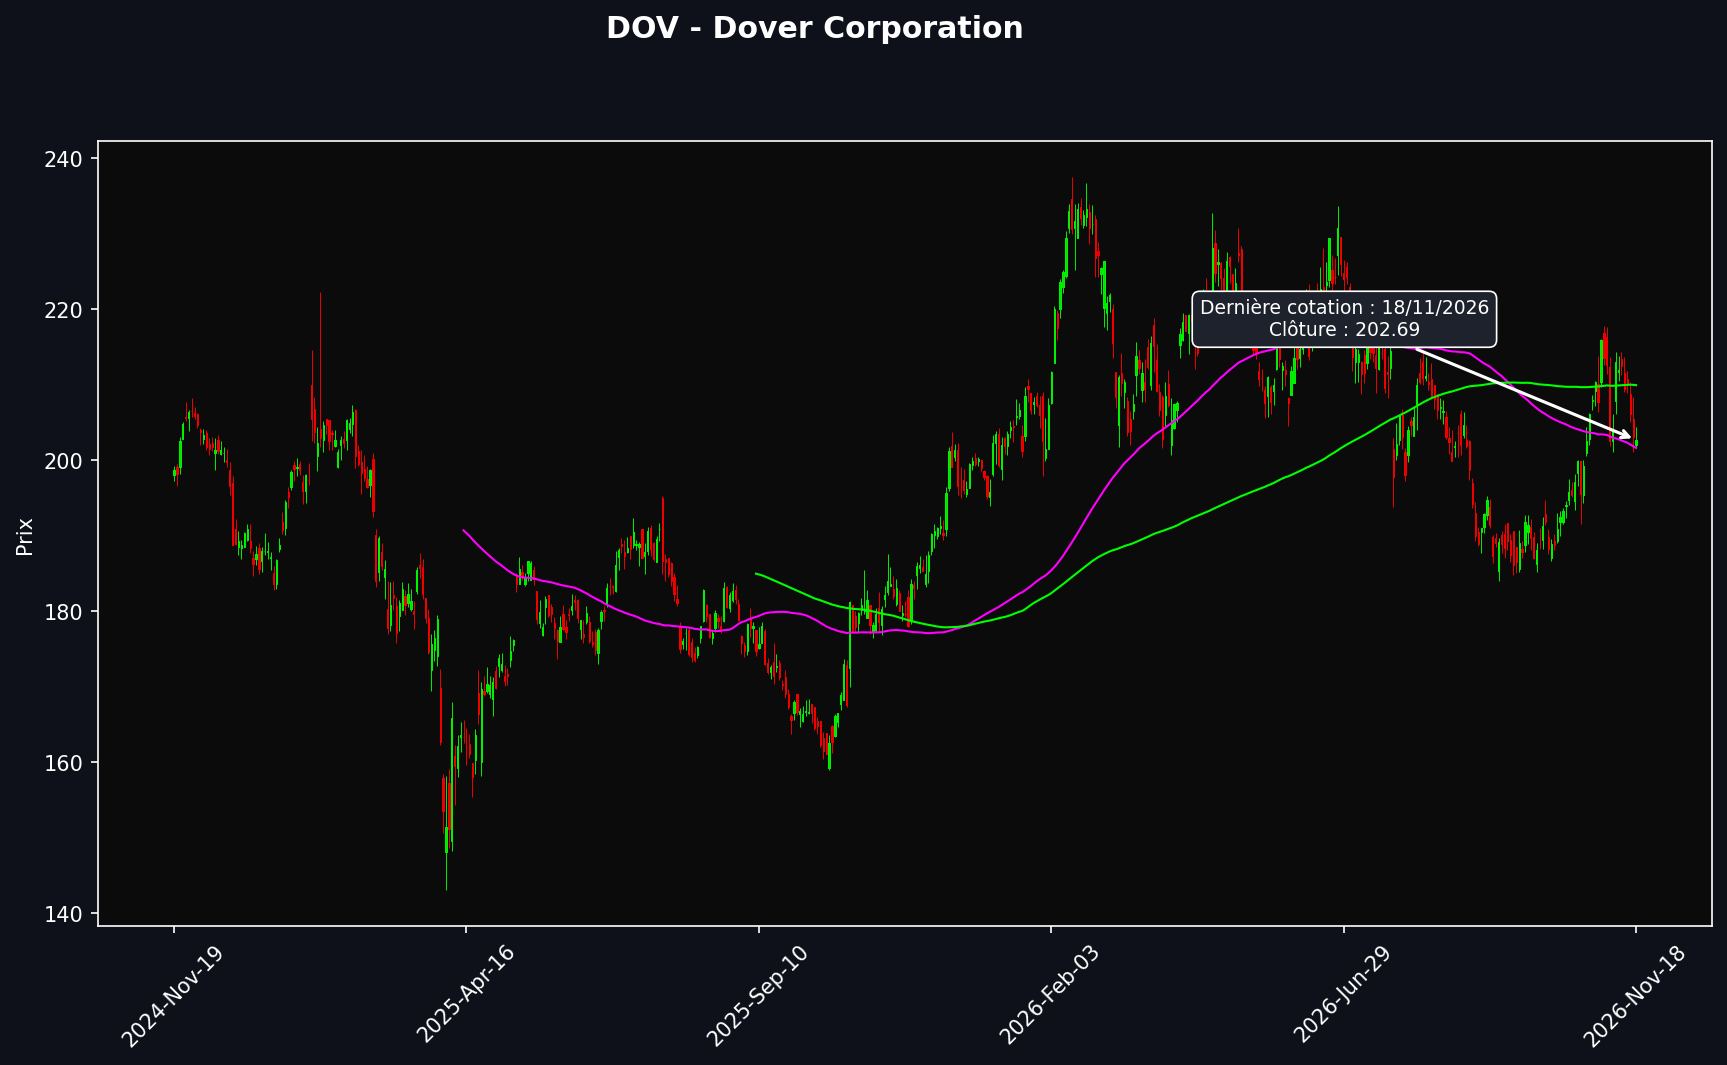 DOV - Dover Corporation
240
220
200
180
160
140
Prix
Dernière cotation : 18/11/2026
Clôture : 202.69
2024-Nov-19
2025-Apr-16
2025-Sep-10
2026-Feb-03
2026-Jun-29
2026-Nov-18